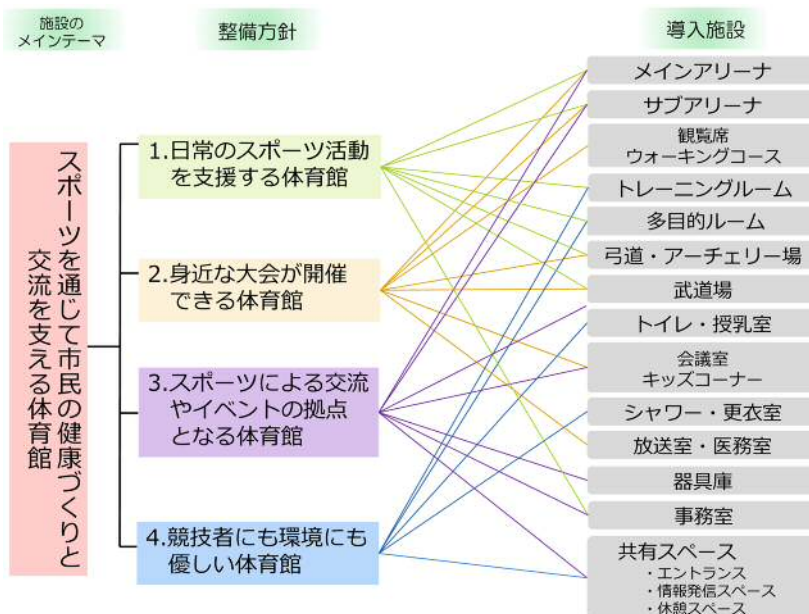 施設の
メインテーマ
整備方針
導入施設
スポーツを通じて市民の健康づくりと
交流を支える体育館
1.日常のスポーツ活動
を支援する体育館
2.身近な大会が開催
できる体育館
3.スポーツによる交流
やイベントの拠点
となる体育館
4.競技者にも環境にも
優しい体育館
メインアリーナ
サブアリーナ
観覧席
ウォーキングコース
トレーニングルーム
多目的ルーム
弓道・アーチェリー場
武道場
トイレ・授乳室
会議室
キッズコーナー
シャワー・更衣室
放送室・医務室
器具庫
事務室
共有スペース
・エントランス
・情報発信スペース
・休憩スペース